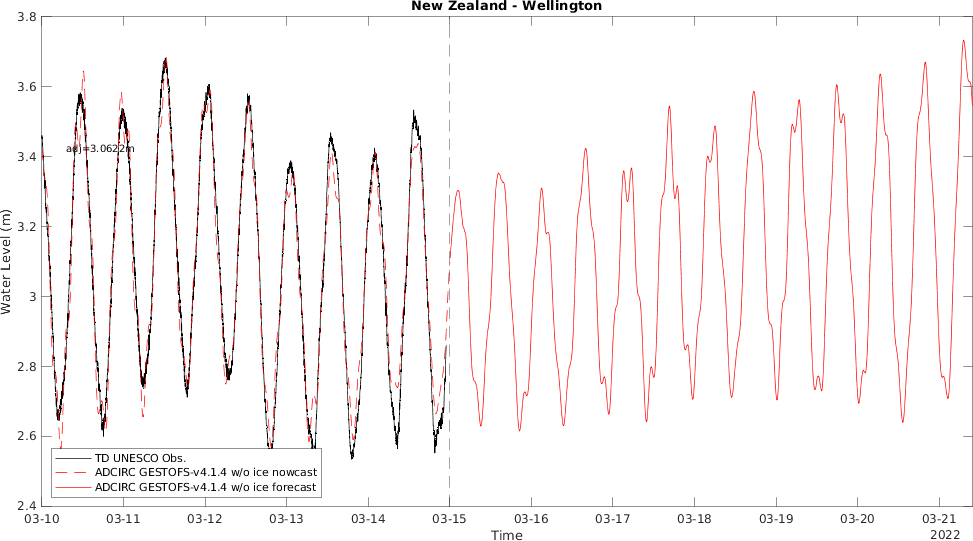 New Zealand - Wellington
3.8
3.6
3.4
3.2
3
2.8
2.6
2.4
Water Level (m)
adj=3.0622m
TD UNESCO Obs.
ADCIRC GESTOFS-v4.1.4 w/o ice nowcast
ADCIRC GESTOFS-v4.1.4 w/o ice forecast
03-10 03-11 03-12 03-13 03-14 03-15 03-16 03-17 03-18 03-19 03-20 03-21
Time
2022